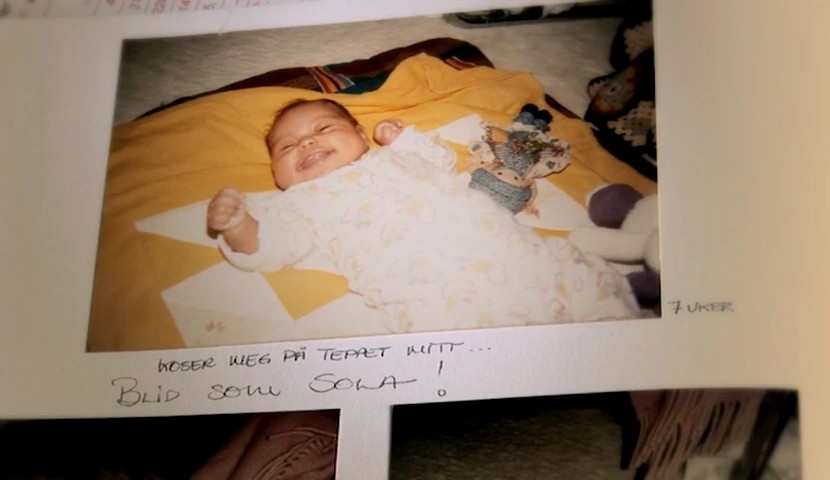 7 UKER
KOSER MEG PÅ TEPPET MITT...
BLID SOM SOLA!